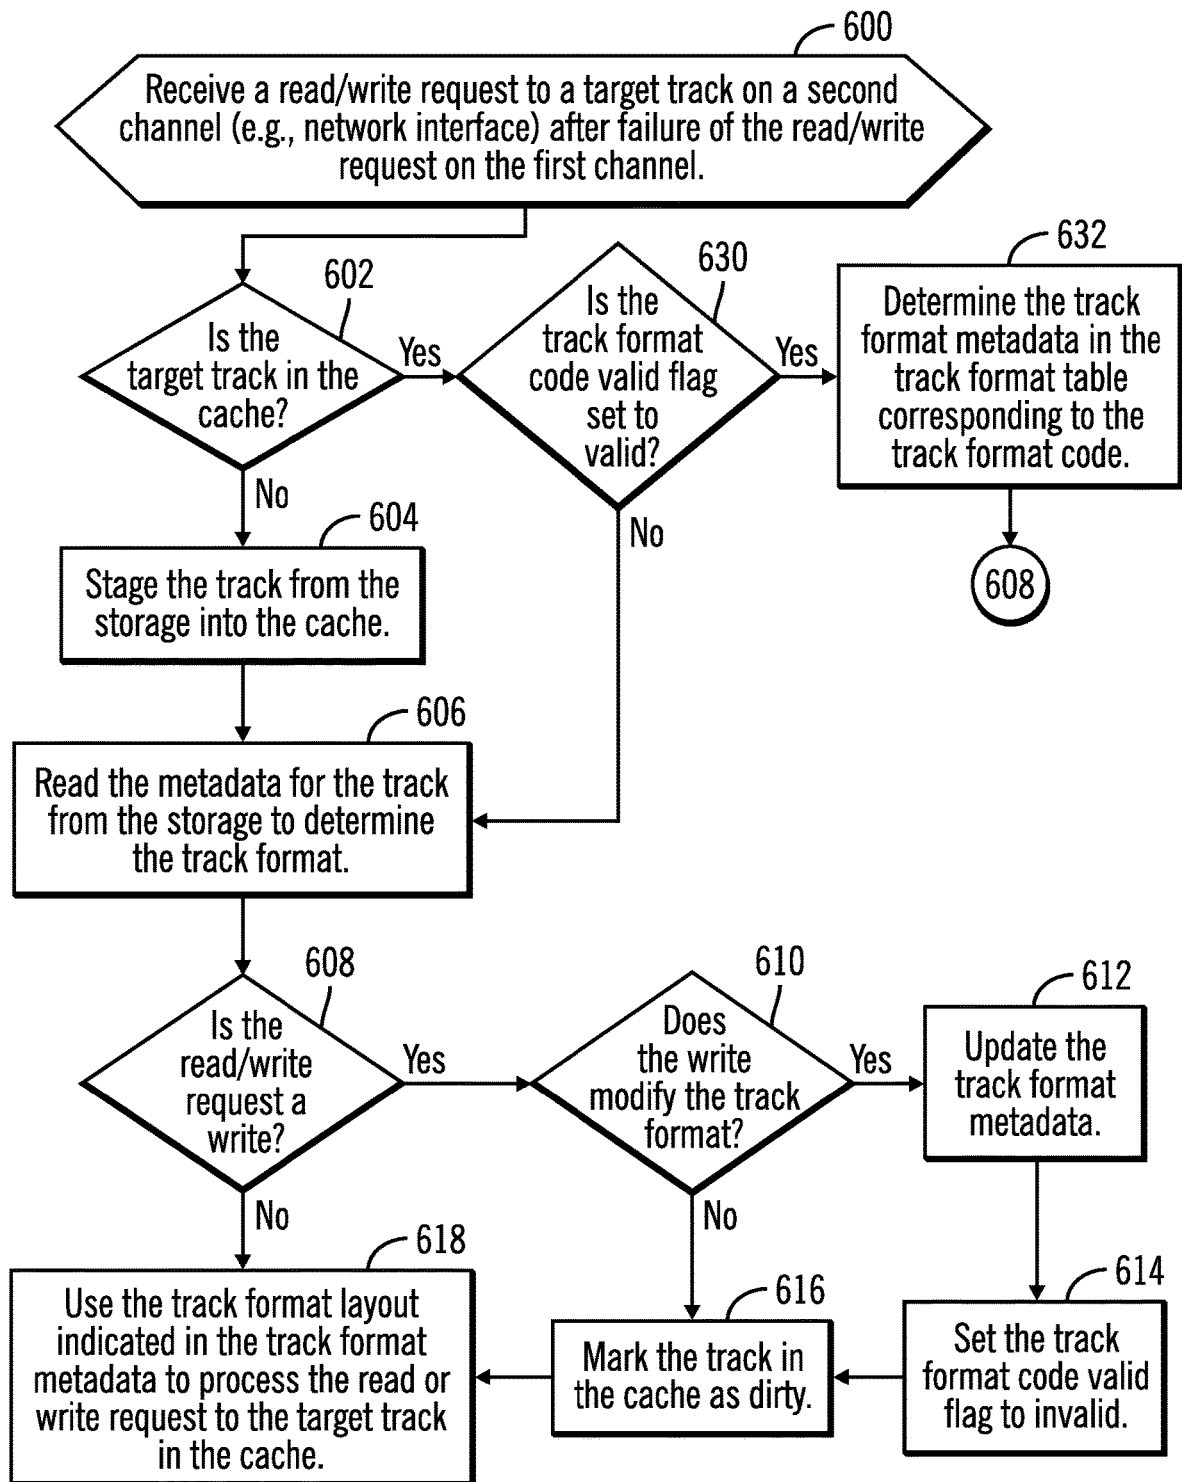 600
Receive a read/write request to a target track on a second
channel (e.g., network interface) after failure of the read/write
request on the first channel.
602
Is the
target track in the
cache?
Yes
No
630
Is the
track format
code valid flag
set to
valid?
Yes
No
632
Determine the track
format metadata in the
track format table
corresponding to the
track format code.
608
604
Stage the track from the
storage into the cache.
606
Read the metadata for the track
from the storage to determine
the track format.
608
Is the
read/write
request a
write?
Yes
No
610
Does
the write
modify the track
format?
Yes
No
612
Update the
track format
metadata.
614
Set the track
format code valid
flag to invalid.
616
Mark the track in
the cache as dirty.
618
Use the track format layout
indicated in the track format
metadata to process the read or
write request to the target track
in the cache.